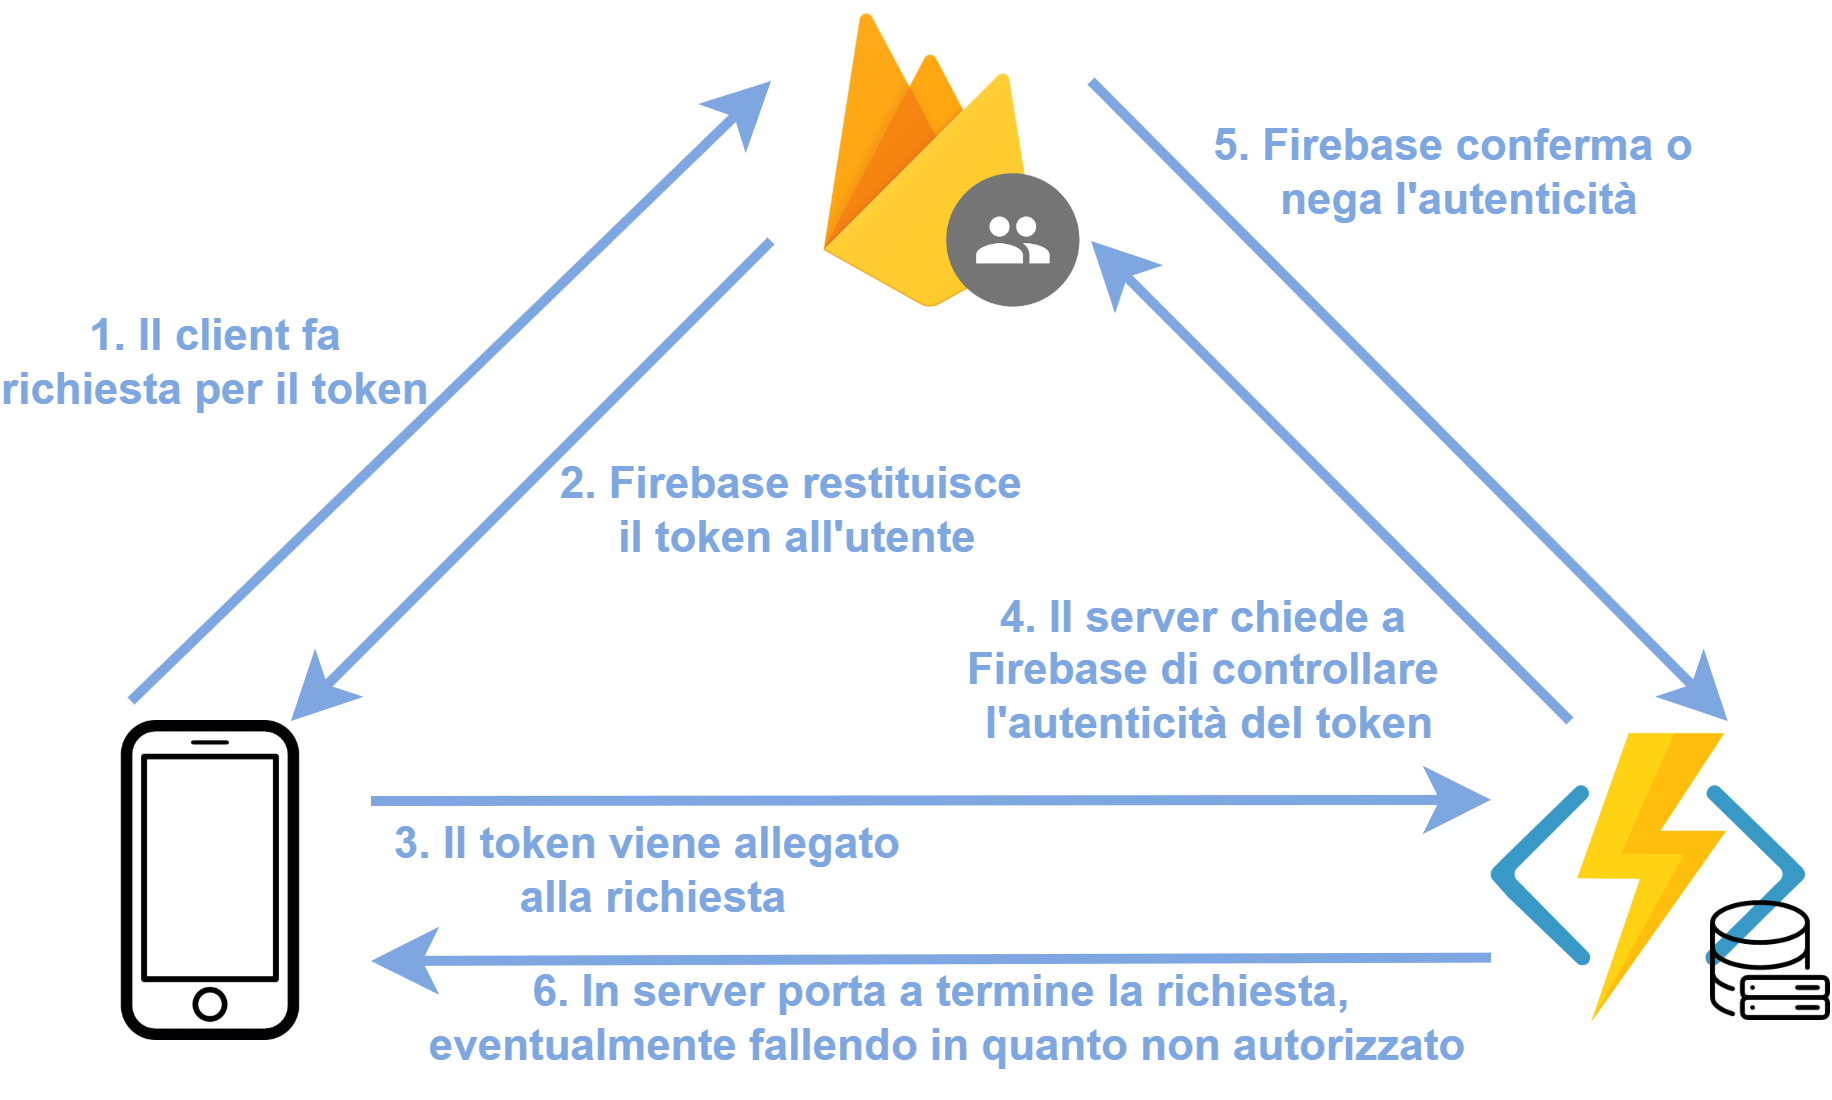 1. Il client fa
richiesta per il token
2. Firebase restituisce
il token all'utente
3. Il token viene allegato
alla richiesta
4. Il server chiede a
Firebase di controllare
l'autenticità del token
5. Firebase conferma o
nega l'autenticità
6. In server porta a termine la richiesta,
eventualmente fallendo in quanto non autorizzato